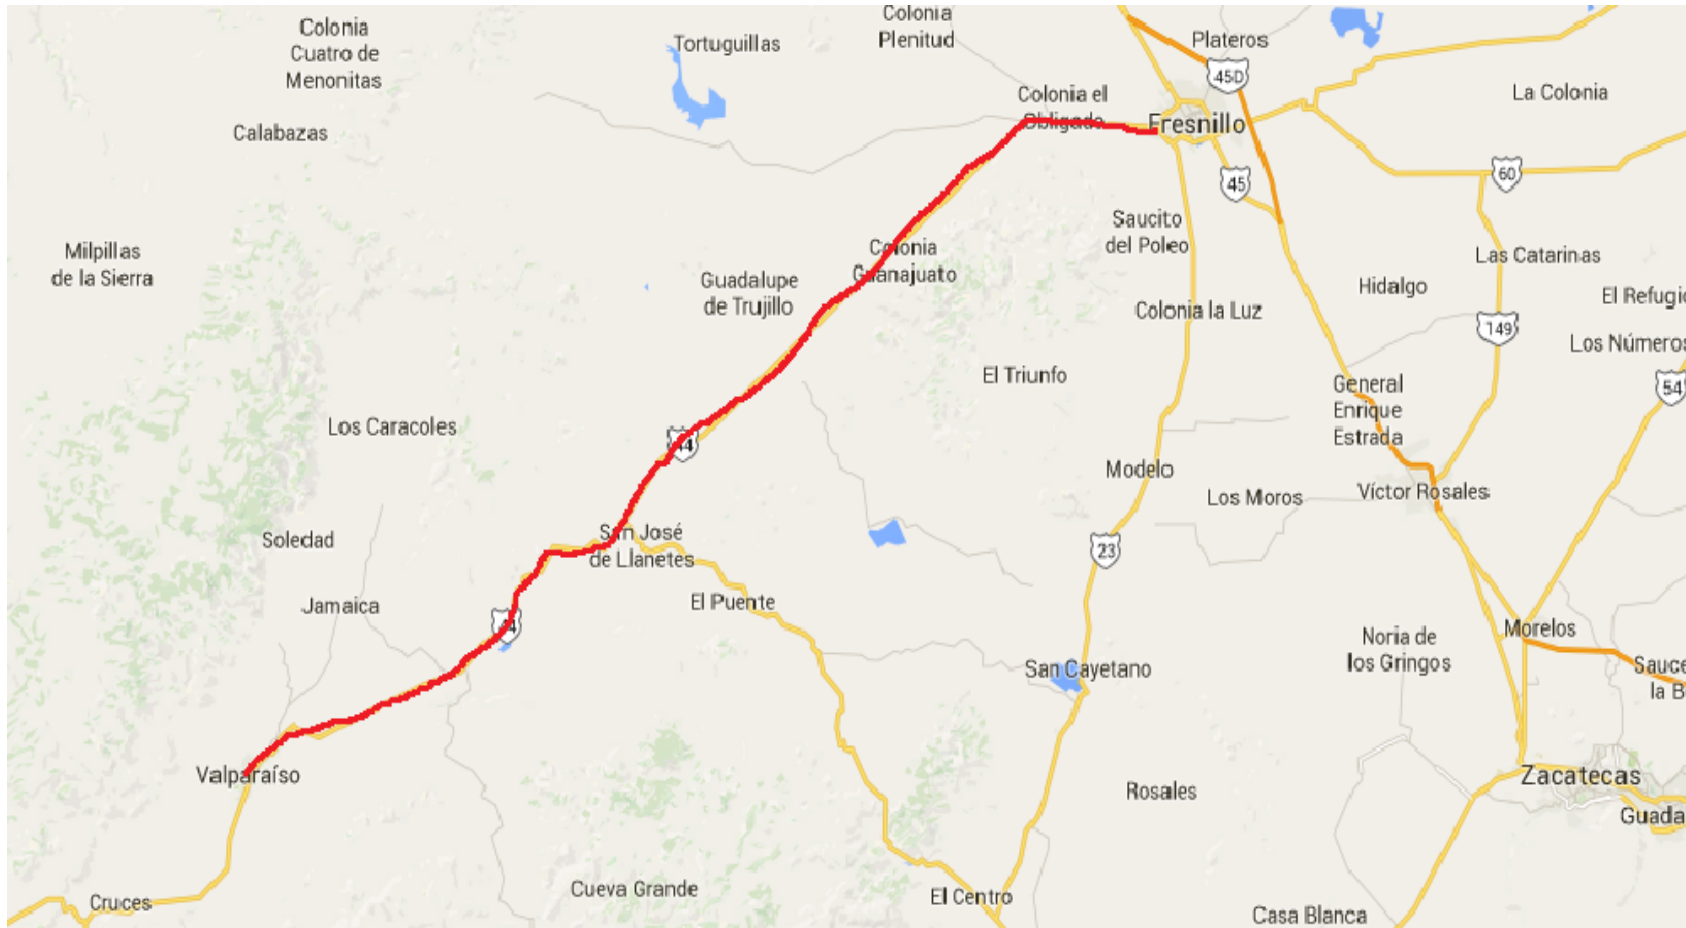 Colonia
Cuatro de
Menonitas
Tortuguillas
Colonia
Plenitud
Plateros
45D
La Colonia
Calabazas
Colonia el
Obligado
Fresnillo
60
45
Milpillas
de la Sierra
Guadalupe
de Trujillo
Colonia
Guanajuato
Saucito
del Poleo
Las Catarinas
Hidalgo
El Refugi
Colonia la Luz
149
Los Números
El Triunfo
General
Enrique
Estrada
54
Los Caracoles
44
Modelo
Los Moros
Víctor Rosales
Soledad
San José
de Llanetes
23
Jamaica
44
El Puente
San Cayetano
Noria de
los Gringos
Morelos
Sauce
la B
Valparaíso
Rosales
Zacatecas
Guada
Cruces
Cueva Grande
El Centro
Casa Blanca